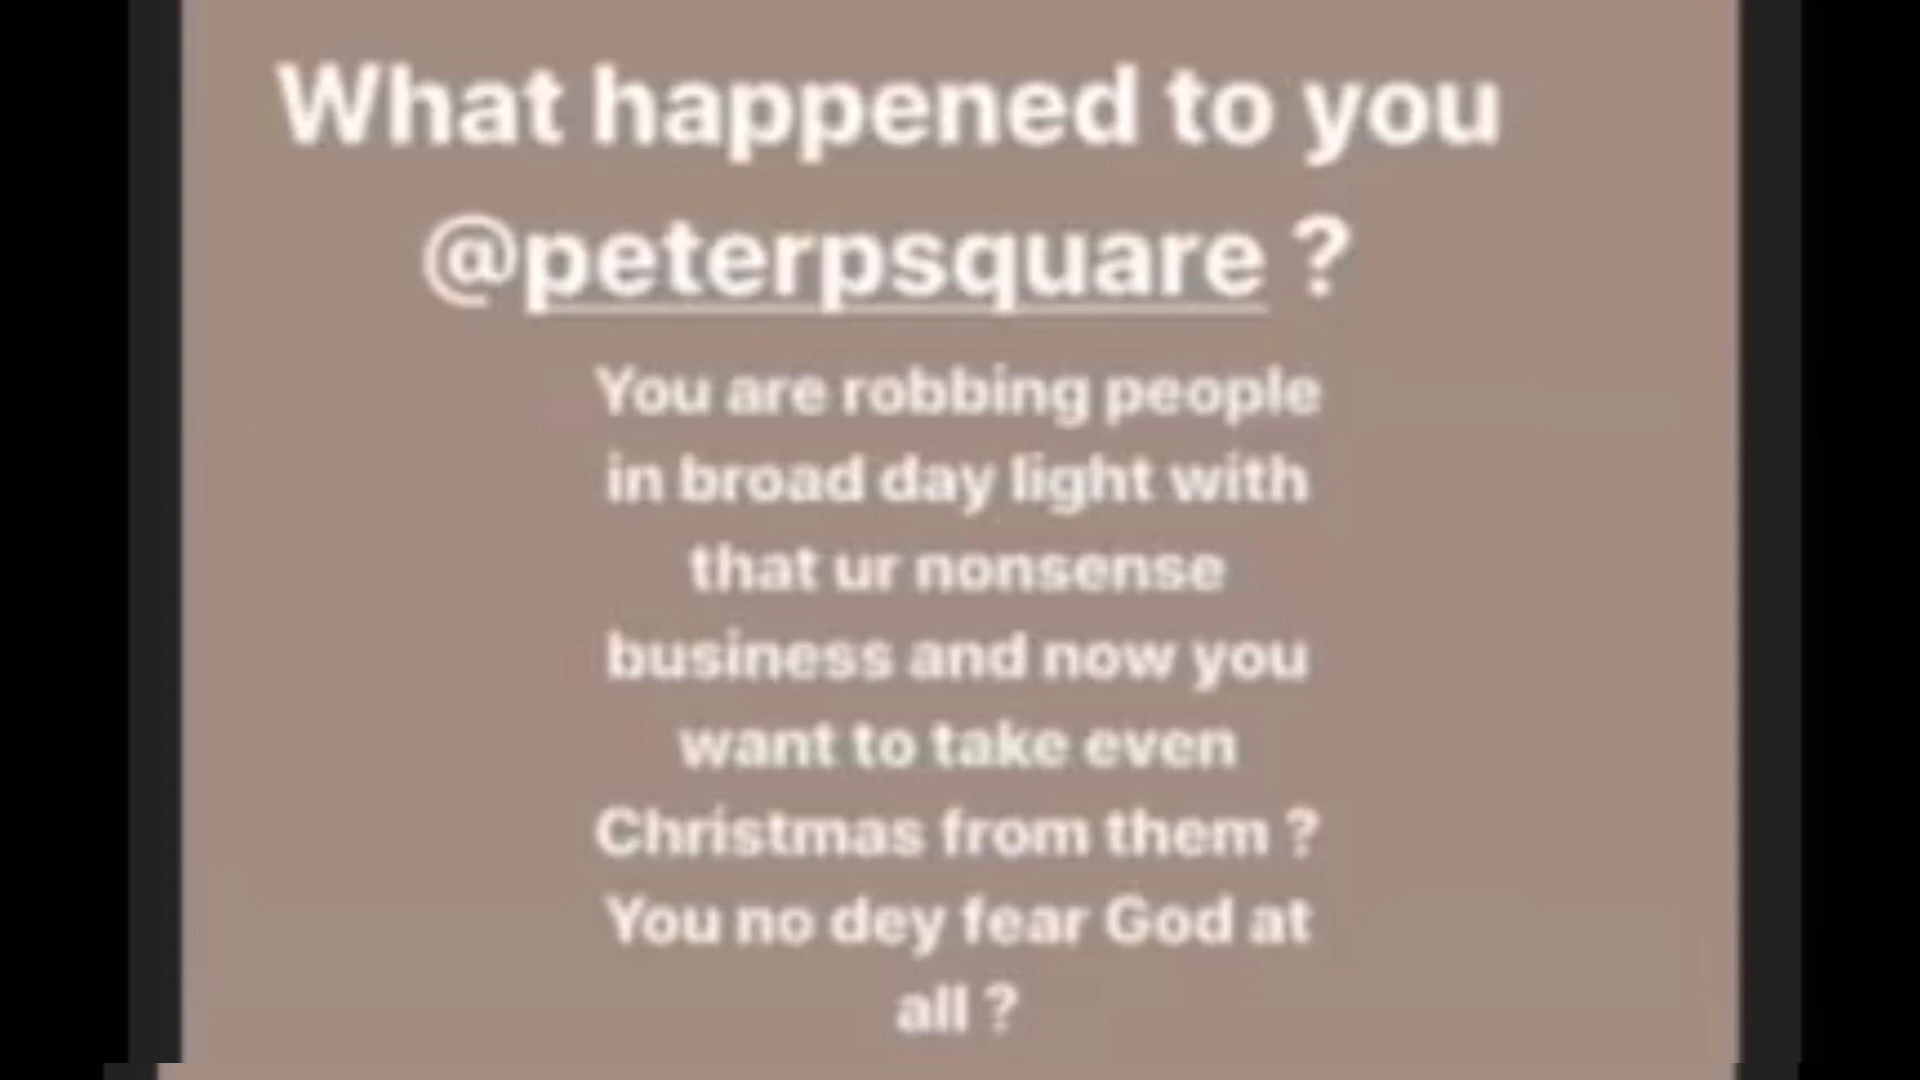 What happened to you
@peterpsquare ?
You are robbing people
in broad day light with
that ur nonsense
business and now you
want to take even
Christmas from them ?
You no dey fear God at
all ?